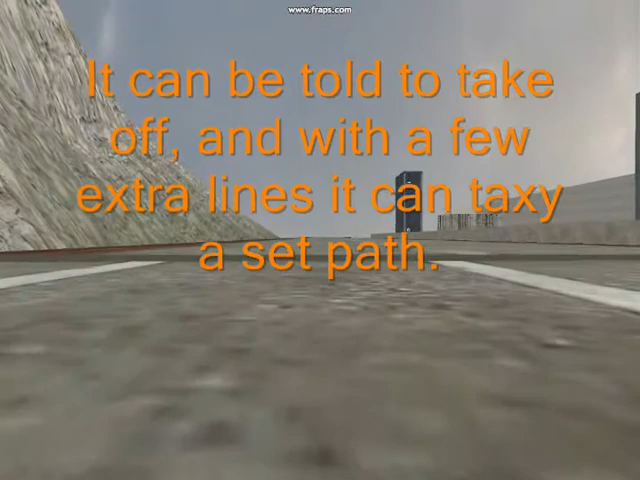 www.fraps.com
It can be told to take
off, and with a few
extra lines it can taxy
a set path.